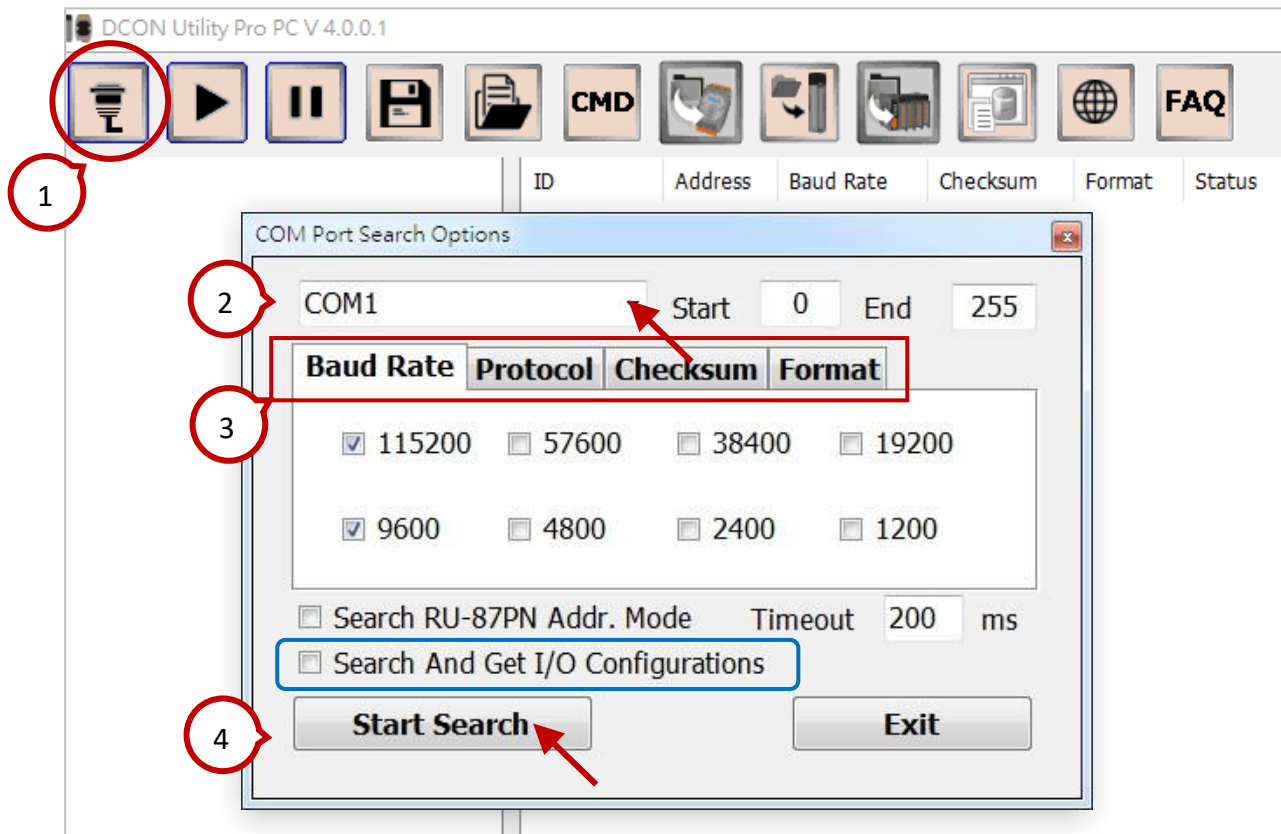 DCON Utility Pro PC V 4.0.0.1
CMD
FAQ
1
ID Address Baud Rate Checksum Format Status
COM Port Search Options
x
2
COM1 Start 0 End 255
Baud Rate Protocol Checksum Format
3
115200 57600 38400 19200
9600 4800 2400 1200
Search RU-87PN Addr. Mode Timeout 200 ms
Search And Get I/O Configurations
4
Start Search Exit